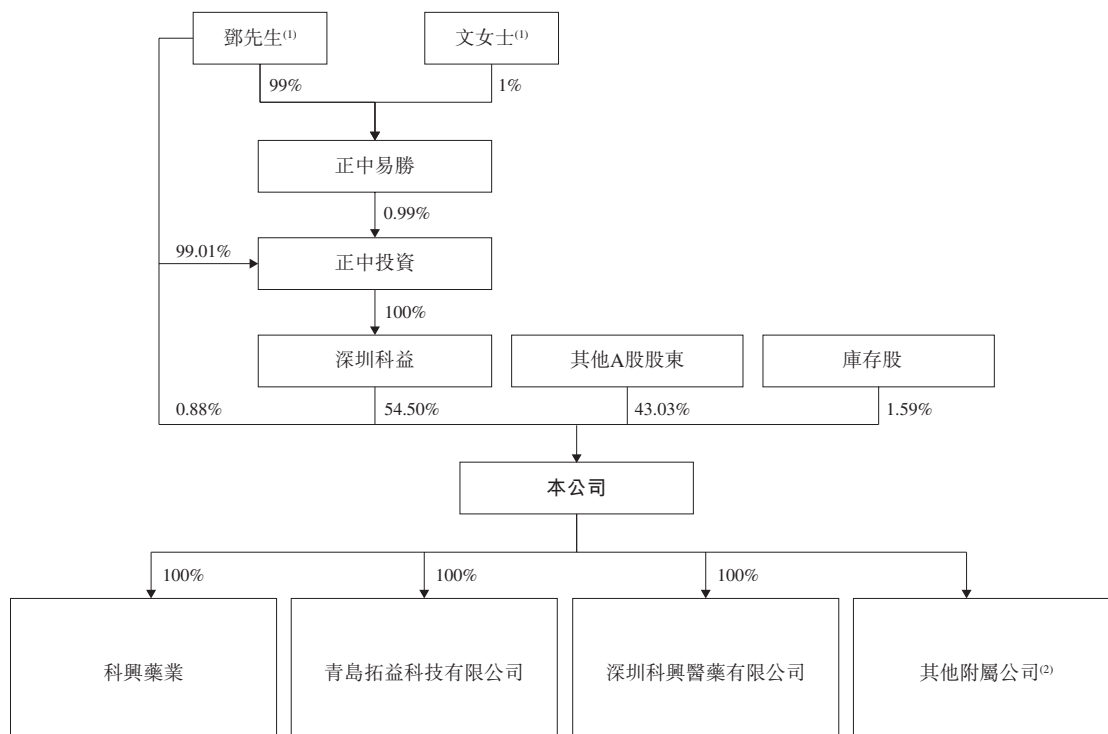 鄧先生(1)
文女士(1)
99%
1%
正中易勝
0.99%
99.01%
正中投資
100%
深圳科益
其他A股股東
庫存股
0.88%
54.50%
43.03%
1.59%
本公司
100%
100%
100%
科興藥業
青島拓益科技有限公司
深圳科興醫藥有限公司
其他附屬公司(2)